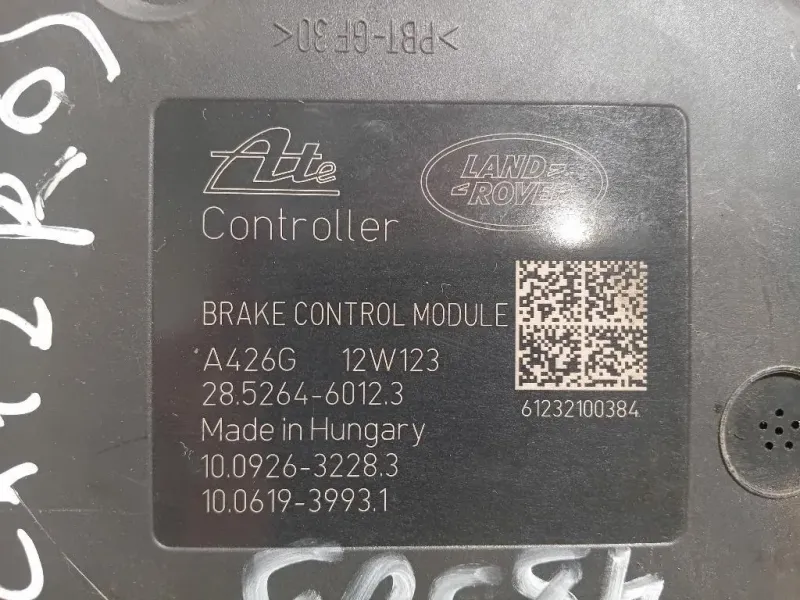 >PBT-GF30<
Ate
LAND
ROVER
Controller
BRAKE CONTROL MODULE
A426G 12W123
28.5264-6012.3
61232100384
Made in Hungary
10.0926-3228.3
10.0619-3993.1